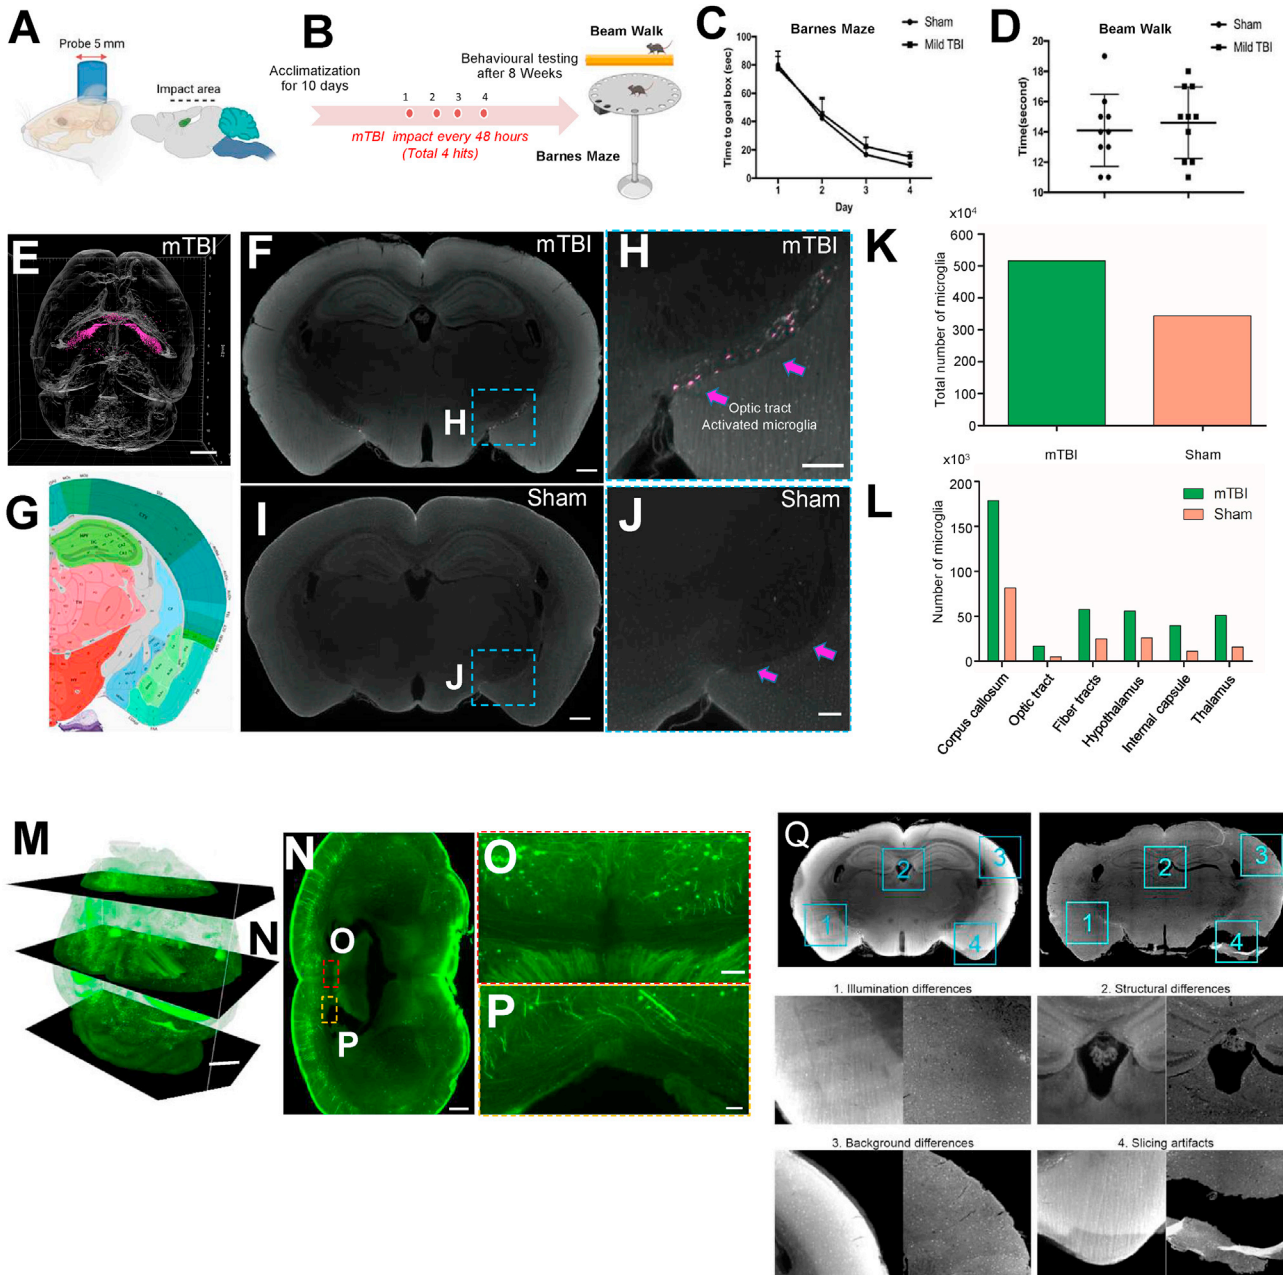 A
Probe 5 mm
Impact area
B
Acclimatization
for 10 days
1 2 3 4
mTBI impact every 48 hours
(Total 4 hits)
Behavioural testing
after 8 Weeks
Beam Walk
Barnes Maze
C
Barnes Maze
Sham
Mild TBI
Time to goal box (sec)
100
80
60
40
20
0
1 2 3 4
Day
D
Beam Walk
Sham
Mild TBI
Time(second)
20
18
16
14
12
10
E
mTBI
F
mTBI
H
H
mTBI
Optic tract
Activated microglia
G
I
Sham
J
J
Sham
K
x10⁴
Total number of microglia
600
500
400
300
200
100
0
mTBI Sham
L
x10³
Number of microglia
200
150
100
50
0
mTBI
Sham
Corpus callosum
Optic tract
Fiber tracts
Hypothalamus
Internal capsule
Thalamus
M
N
N
O
P
O
P
Q
1
2
3
4
1
2
3
4
1. Illumination differences
2. Structural differences
3. Background differences
4. Slicing artifacts